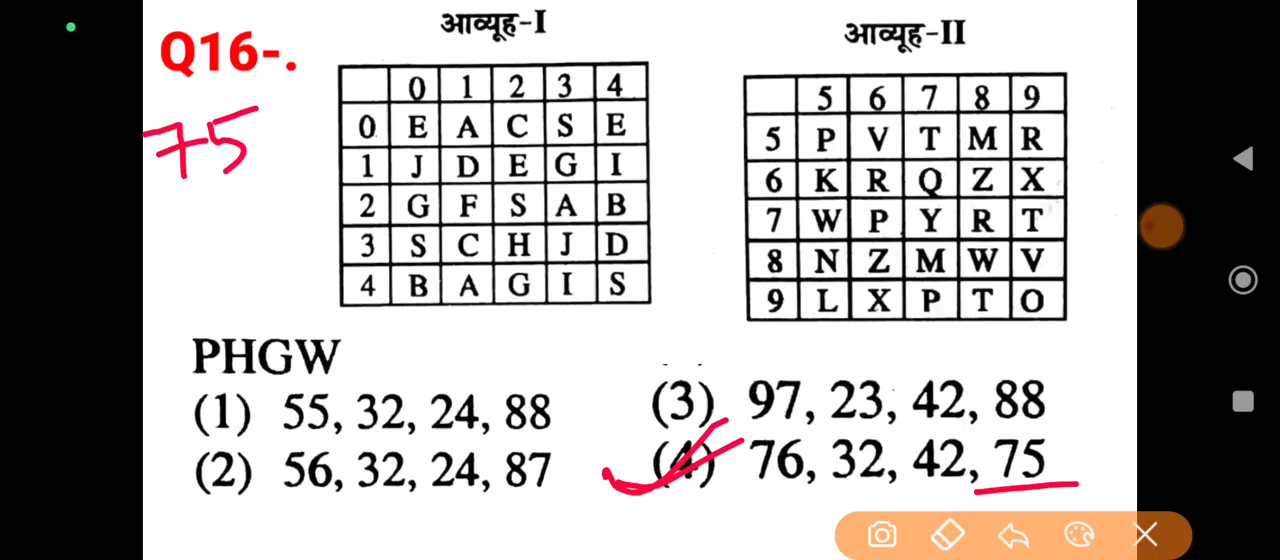 Q16-.
75
आव्यूह-I
0 1 2 3 4
0 E A C S E
1 J D E G I
2 G F S A B
3 S C H J D
4 B A G I S
आव्यूह-II
5 6 7 8 9
5 P V T M R
6 K R Q Z X
7 W P Y R T
8 N Z M W V
9 L X P T O
PHGW
(1) 55, 32, 24, 88
(2) 56, 32, 24, 87
(3) 97, 23, 42, 88
(4) 76, 32, 42, 75